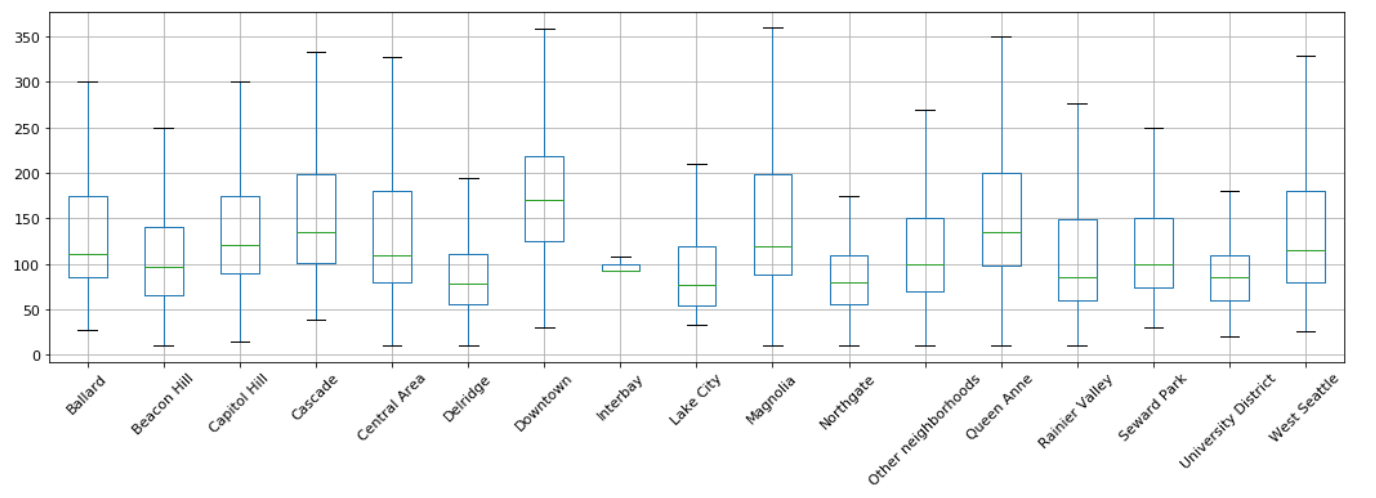 350
300
250
200
150
100
50
0
Ballard
Beacon Hill
Capitol Hill
Cascade
Central Area
Delridge
Downtown
Interbay
Lake City
Magnolia
Northgate
Other neighborhoods
Queen Anne
Rainier Valley
Seward Park
University District
West Seattle